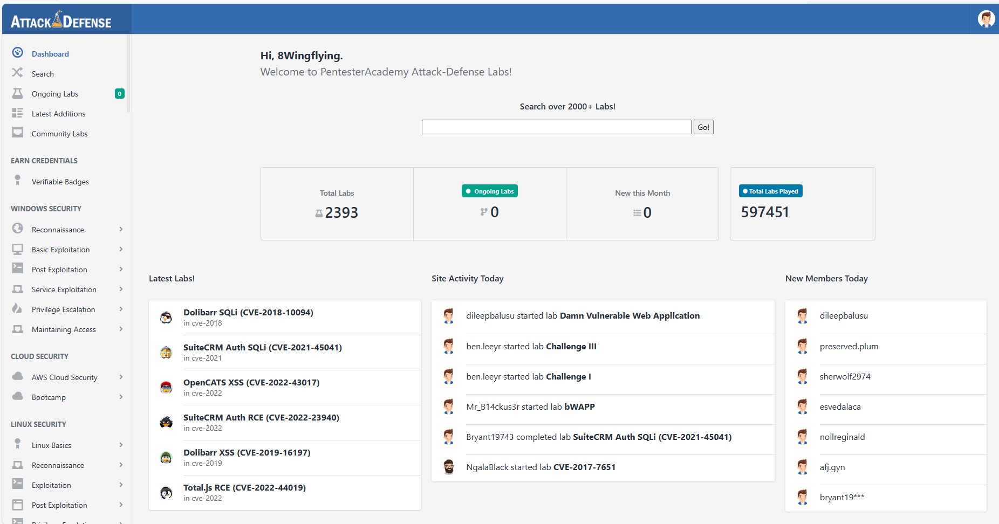 ATTACK DEFENSE
Dashboard
Search
Ongoing Labs 0
Latest Additions
Community Labs
EARN CREDENTIALS
Verifiable Badges
WINDOWS SECURITY
Reconnaissance
Basic Exploitation
Post Exploitation
Service Exploitation
Privilege Escalation
Maintaining Access
CLOUD SECURITY
AWS Cloud Security
Bootcamp
LINUX SECURITY
Linux Basics
Reconnaissance
Exploitation
Post Exploitation
Hi, 8Wingflying.
Welcome to PentesterAcademy Attack-Defense Labs!
Search over 2000+ Labs!
Go!
Total Labs
2393
Ongoing Labs
0
New this Month
0
Total Labs Played
597451
Latest Labs!
Dolibarr SQLi (CVE-2018-10094)
in cve-2018
SuiteCRM Auth SQLi (CVE-2021-45041)
in cve-2021
OpenCATS XSS (CVE-2022-43017)
in cve-2022
SuiteCRM Auth RCE (CVE-2022-23940)
in cve-2022
Dolibarr XSS (CVE-2019-16197)
in cve-2019
Total.js RCE (CVE-2022-44019)
in cve-2022
Site Activity Today
dileepbalusu started lab Damn Vulnerable Web Application
ben.leeyr started lab Challenge III
ben.leeyr started lab Challenge I
Mr_B14ckus3r started lab bWAPP
Bryant19743 completed lab SuiteCRM Auth SQLi (CVE-2021-45041)
NgalaBlack started lab CVE-2017-7651
New Members Today
dileepbalusu
preserved.plum
sherwolf2974
esvedalaca
noilreginald
afj.gyn
bryant19***